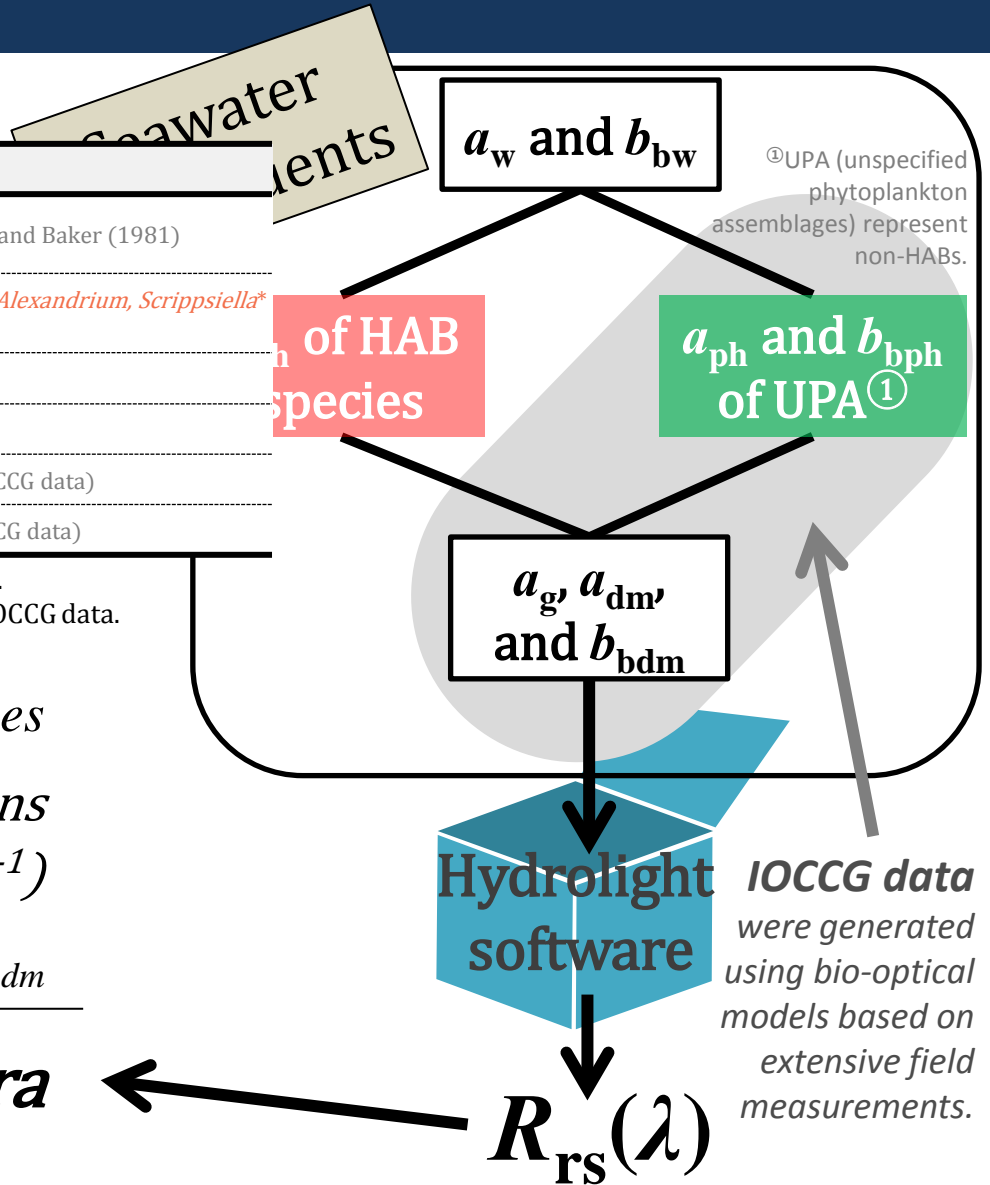 and Baker (1981)
Alexandrium, Scrippsiella*
CCG data)
CG data)
OCCG data.
es
ns
-1)
dm
ra
a_w and b_bw
①UPA (unspecified
phytoplankton
assemblages) represent
non-HABs.
of HAB
species
a_ph and b_bph
of UPA①
a_g, a_dm,
and b_bdm
Hydrolight
software
R_rs(λ)
IOCCG data
were generated
using bio-optical
models based on
extensive field
measurements.